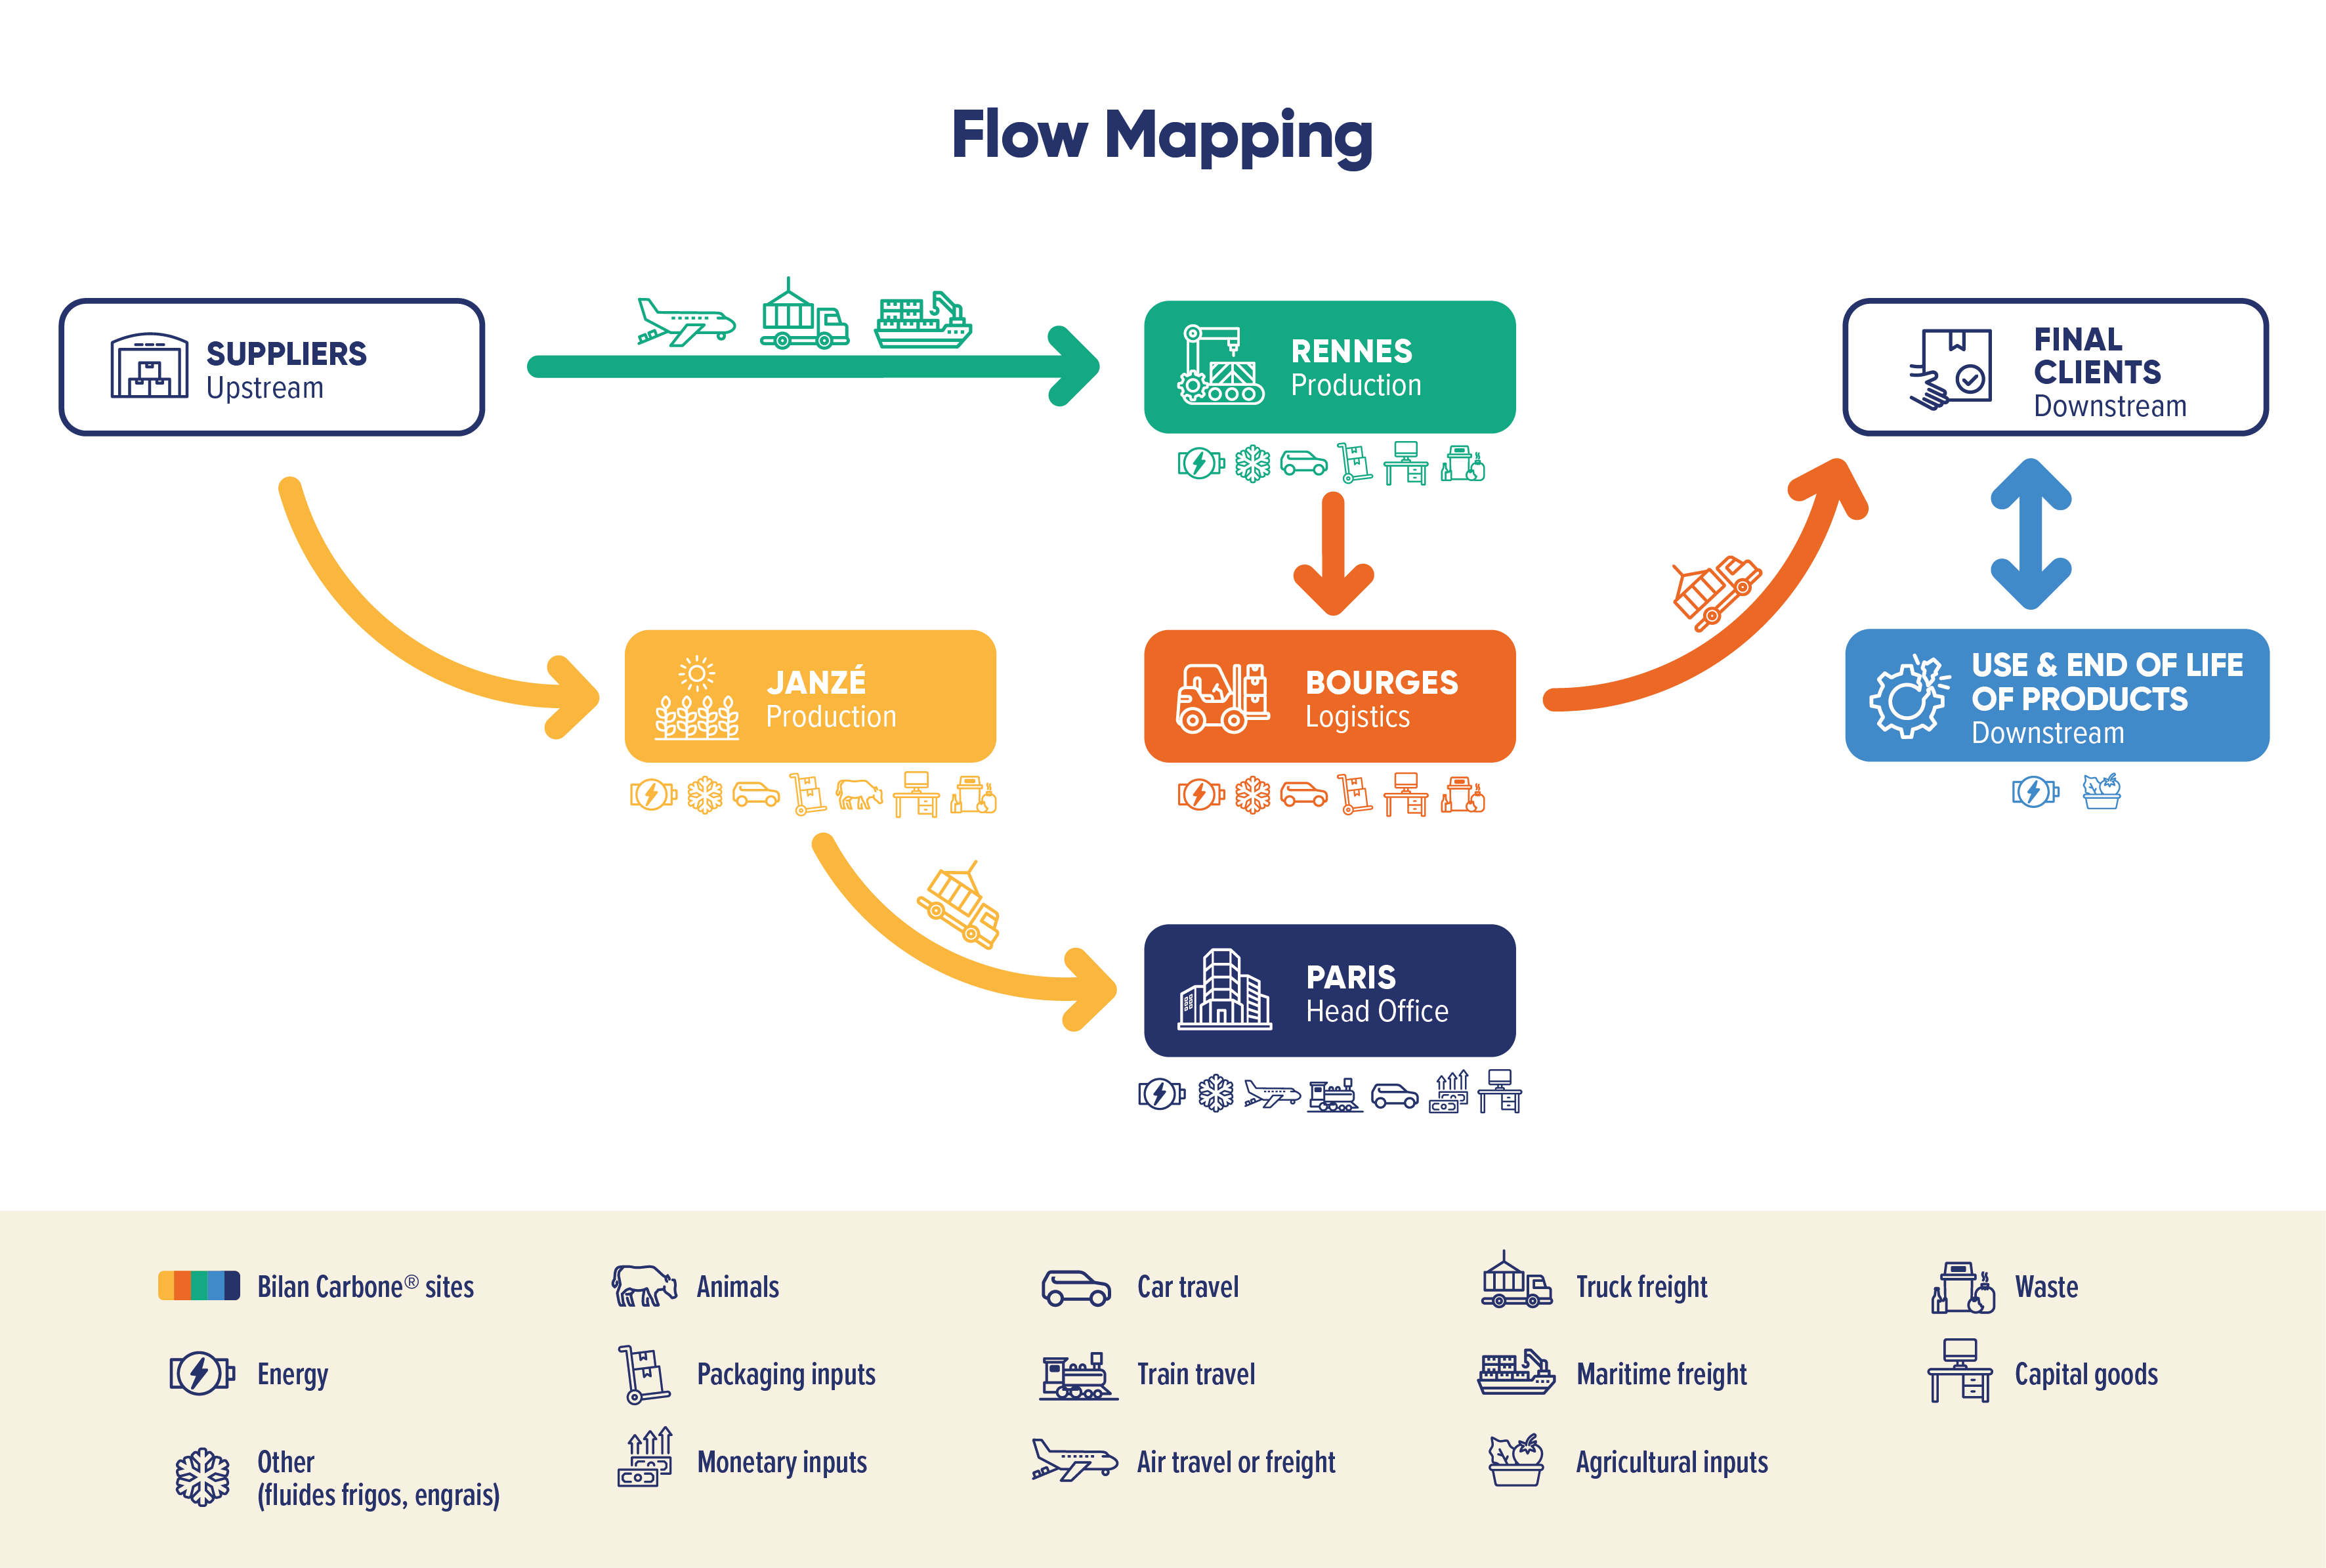 Flow Mapping
SUPPLIERS
Upstream
RENNES
Production
FINAL
CLIENTS
Downstream
JANZÉ
Production
BOURGES
Logistics
USE & END OF LIFE
OF PRODUCTS
Downstream
PARIS
Head Office
Bilan Carbone® sites
Animals
Car travel
Truck freight
Waste
Energy
Packaging inputs
Train travel
Maritime freight
Capital goods
Other
(fluides frigos, engrais)
Monetary inputs
Air travel or freight
Agricultural inputs